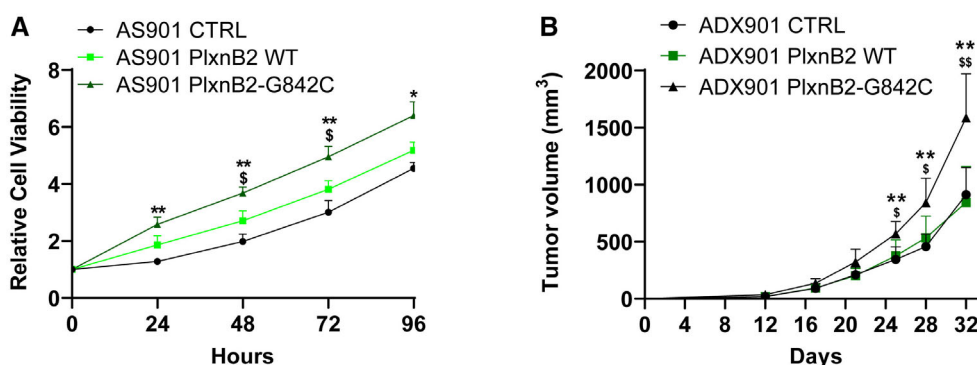 A
AS901 CTRL
AS901 PlxnB2 WT
AS901 PlxnB2-G842C
Relative Cell Viability
8
6
4
2
0
**
**
$
**
$
*
0 24 48 72 96
Hours
B
ADX901 CTRL
ADX901 PlxnB2 WT
ADX901 PlxnB2-G842C
Tumor volume (mm³)
2000
1500
1000
500
0
**
$
**
$
**
$$
0 4 8 12 16 20 24 28 32
Days